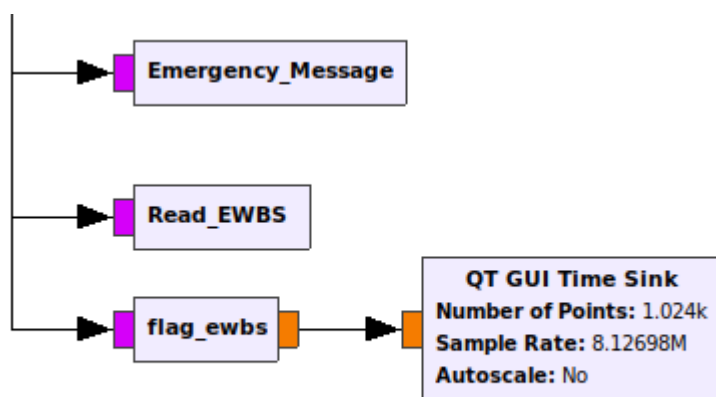 Emergency_Message
Read_EWBS
flag_ewbs
QT GUI Time Sink
Number of Points: 1.024k
Sample Rate: 8.12698M
Autoscale: No